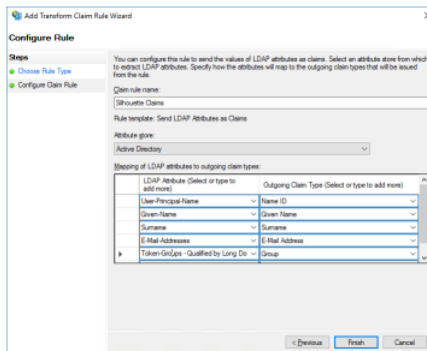 Add Transform Claim Rule Wizard
Configure Rule
Steps
Choose Rule Type
Configure Claim Rule
You can configure this rule to send the values of LDAP attributes as claims. Select an attribute store from which
to extract LDAP attributes. Specify how the attributes will map to the outgoing claim types that will be issued
from the rule.
Claim rule name:
Silhouette Claims
Rule template: Send LDAP Attributes as Claims
Attribute store:
Active Directory
Mapping of LDAP attributes to outgoing claim types:
LDAP Attribute (Select or type to
add more)
Outgoing Claim Type (Select or type to add more)
User-Principal-Name Name ID
Given-Name Given Name
Surname Surname
E-Mail-Addresses E-Mail Address
Token-Groups - Qualified by Long Do Group
< Previous Finish Cancel